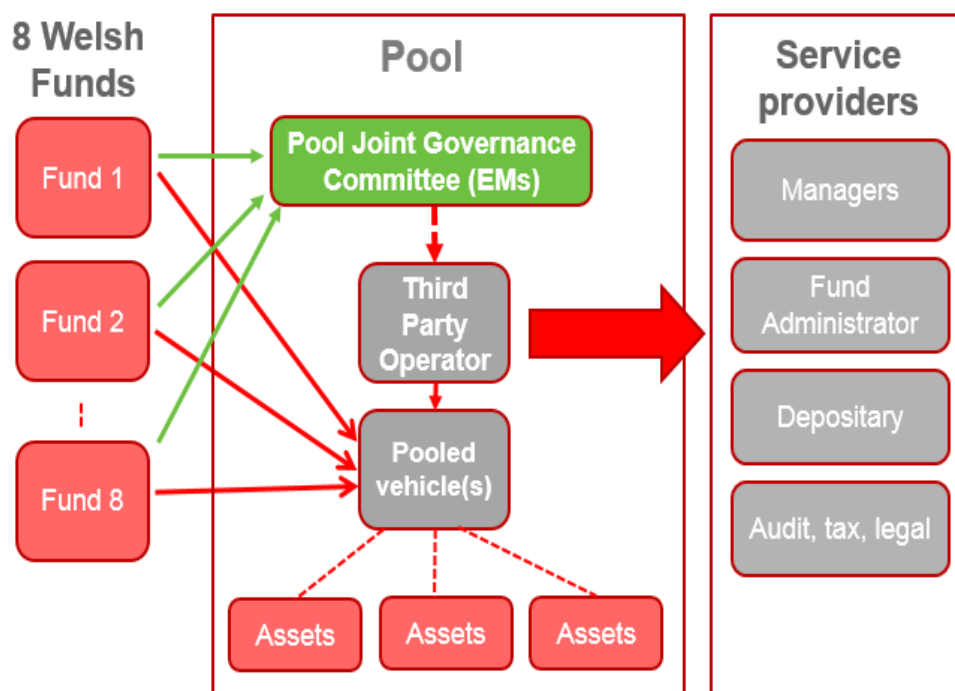 8 Welsh
Funds
Fund 1
Fund 2
Fund 8
Pool
Pool Joint Governance
Committee (EMs)
Third
Party
Operator
Pooled
vehicle(s)
Assets
Assets
Assets
Service
providers
Managers
Fund
Administrator
Depositary
Audit, tax, legal